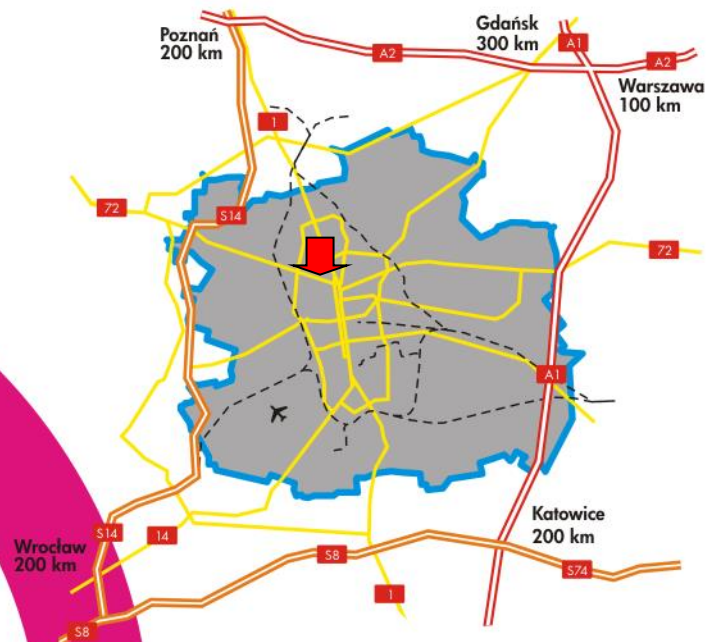 Poznań
200 km
Gdańsk
300 km
A1
A2
A2
Warszawa
100 km
1
72
S14
72
A1
Katowice
200 km
S14
14
Wrocław
200 km
S8
S74
1
S8